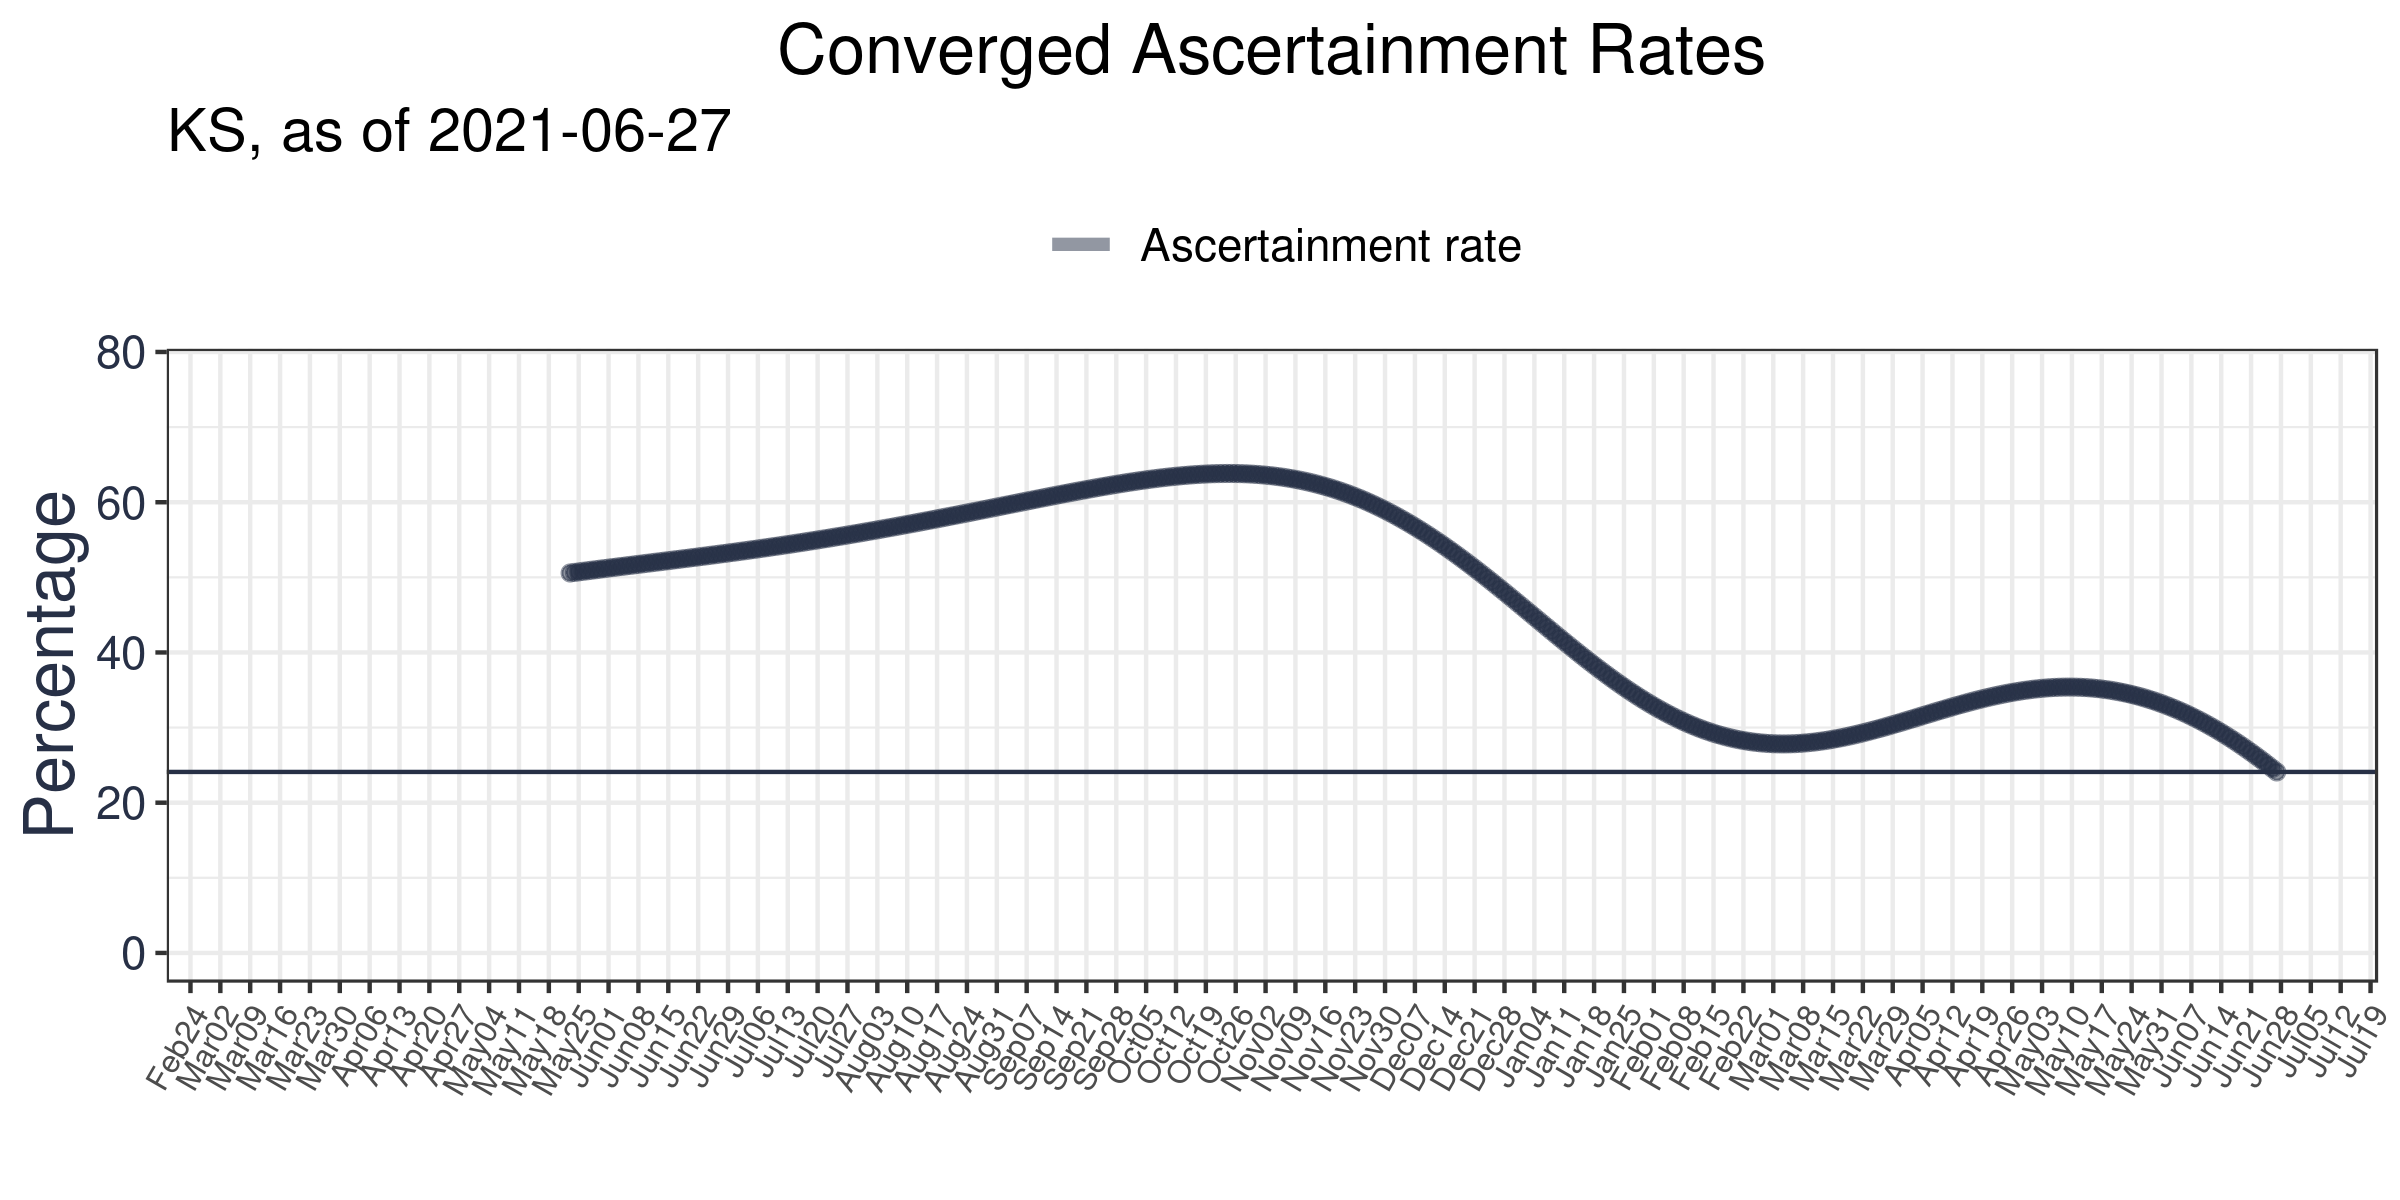 Converged Ascertainment Rates
KS, as of 2021-06-27
Ascertainment rate
Percentage
80
60
40
20
0
Feb24
Mar02
Mar09
Mar16
Mar23
Mar30
Apr06
Apr13
Apr20
Apr27
May04
May11
May18
May25
Jun01
Jun08
Jun15
Jun22
Jun29
Jul06
Jul13
Jul20
Jul27
Aug03
Aug10
Aug17
Aug24
Aug31
Sep07
Sep14
Sep21
Sep28
Oct05
Oct12
Oct19
Oct26
Nov02
Nov09
Nov16
Nov23
Nov30
Dec07
Dec14
Dec21
Dec28
Jan04
Jan11
Jan18
Jan25
Feb01
Feb08
Feb15
Feb22
Mar01
Mar08
Mar15
Mar22
Mar29
Apr05
Apr12
Apr19
Apr26
May03
May10
May17
May24
May31
Jun07
Jun14
Jun21
Jun28
Jul05
Jul12
Jul19